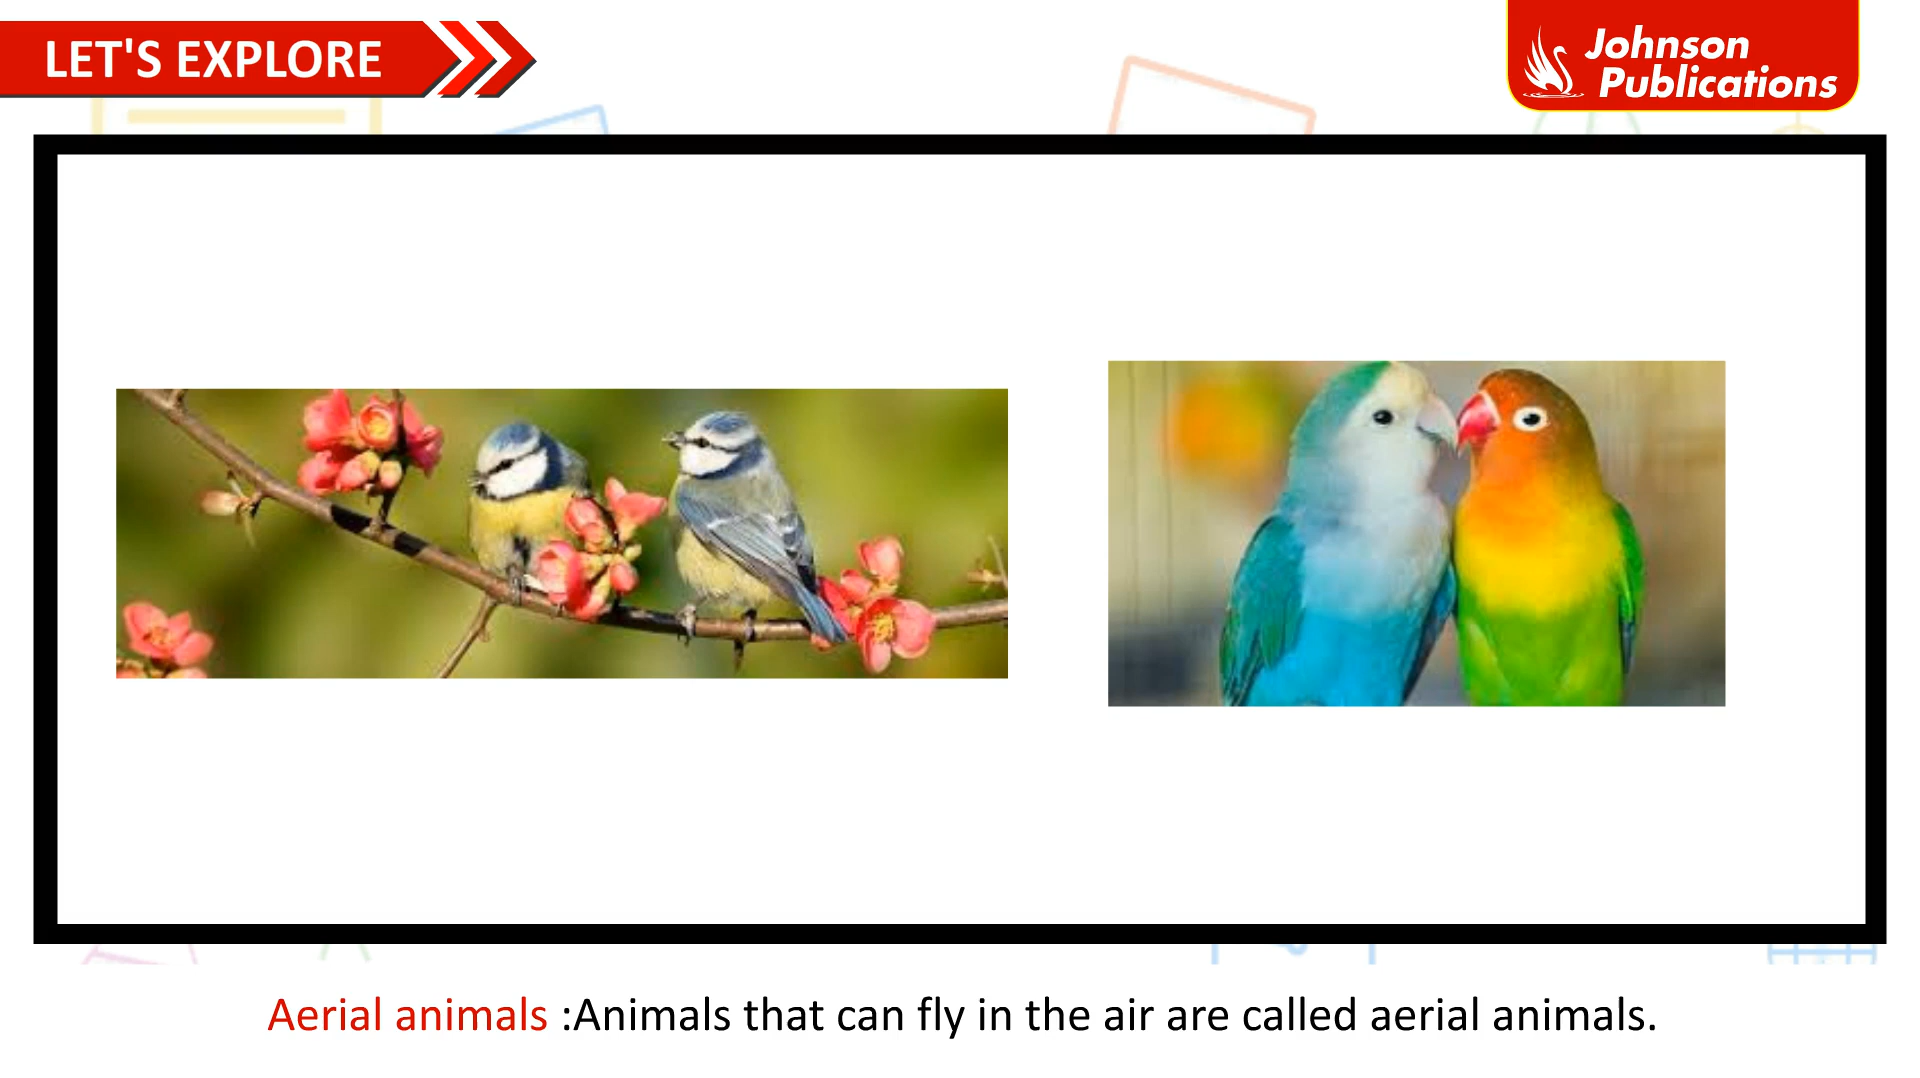 LET'S EXPLORE
Johnson
Publications
Aerial animals :Animals that can fly in the air are called aerial animals.